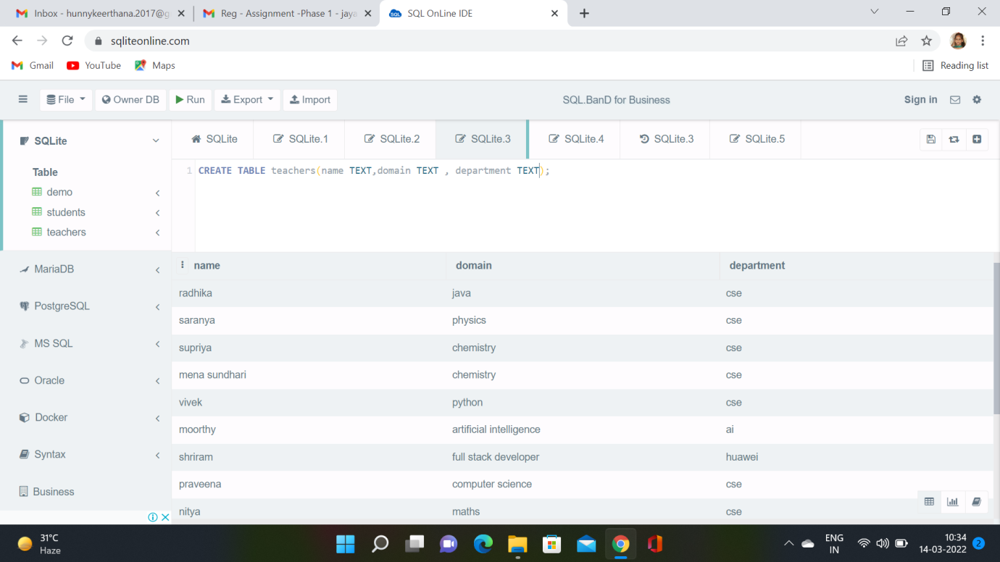 Inbox - hunnykeerthana.2017@g
Reg - Assignment -Phase 1 - jaya
SQL OnLine IDE
sqliteonline.com
Gmail YouTube Maps Reading list
File Owner DB Run Export Import SQL.BanD for Business Sign in
SQLite SQLite SQLite.1 SQLite.2 SQLite.3 SQLite.4 SQLite.3 SQLite.5
Table
demo
students
teachers
MariaDB
PostgreSQL
MS SQL
Oracle
Docker
Syntax
Business
1 CREATE TABLE teachers(name TEXT,domain TEXT , department TEXT);
name domain department
radhika java cse
saranya physics cse
supriya chemistry cse
mena sundhari chemistry cse
vivek python cse
moorthy artificial intelligence ai
shriram full stack developer huawei
praveena computer science cse
nitya maths cse
31°C
Haze
ENG
IN
10:34
14-03-2022
2